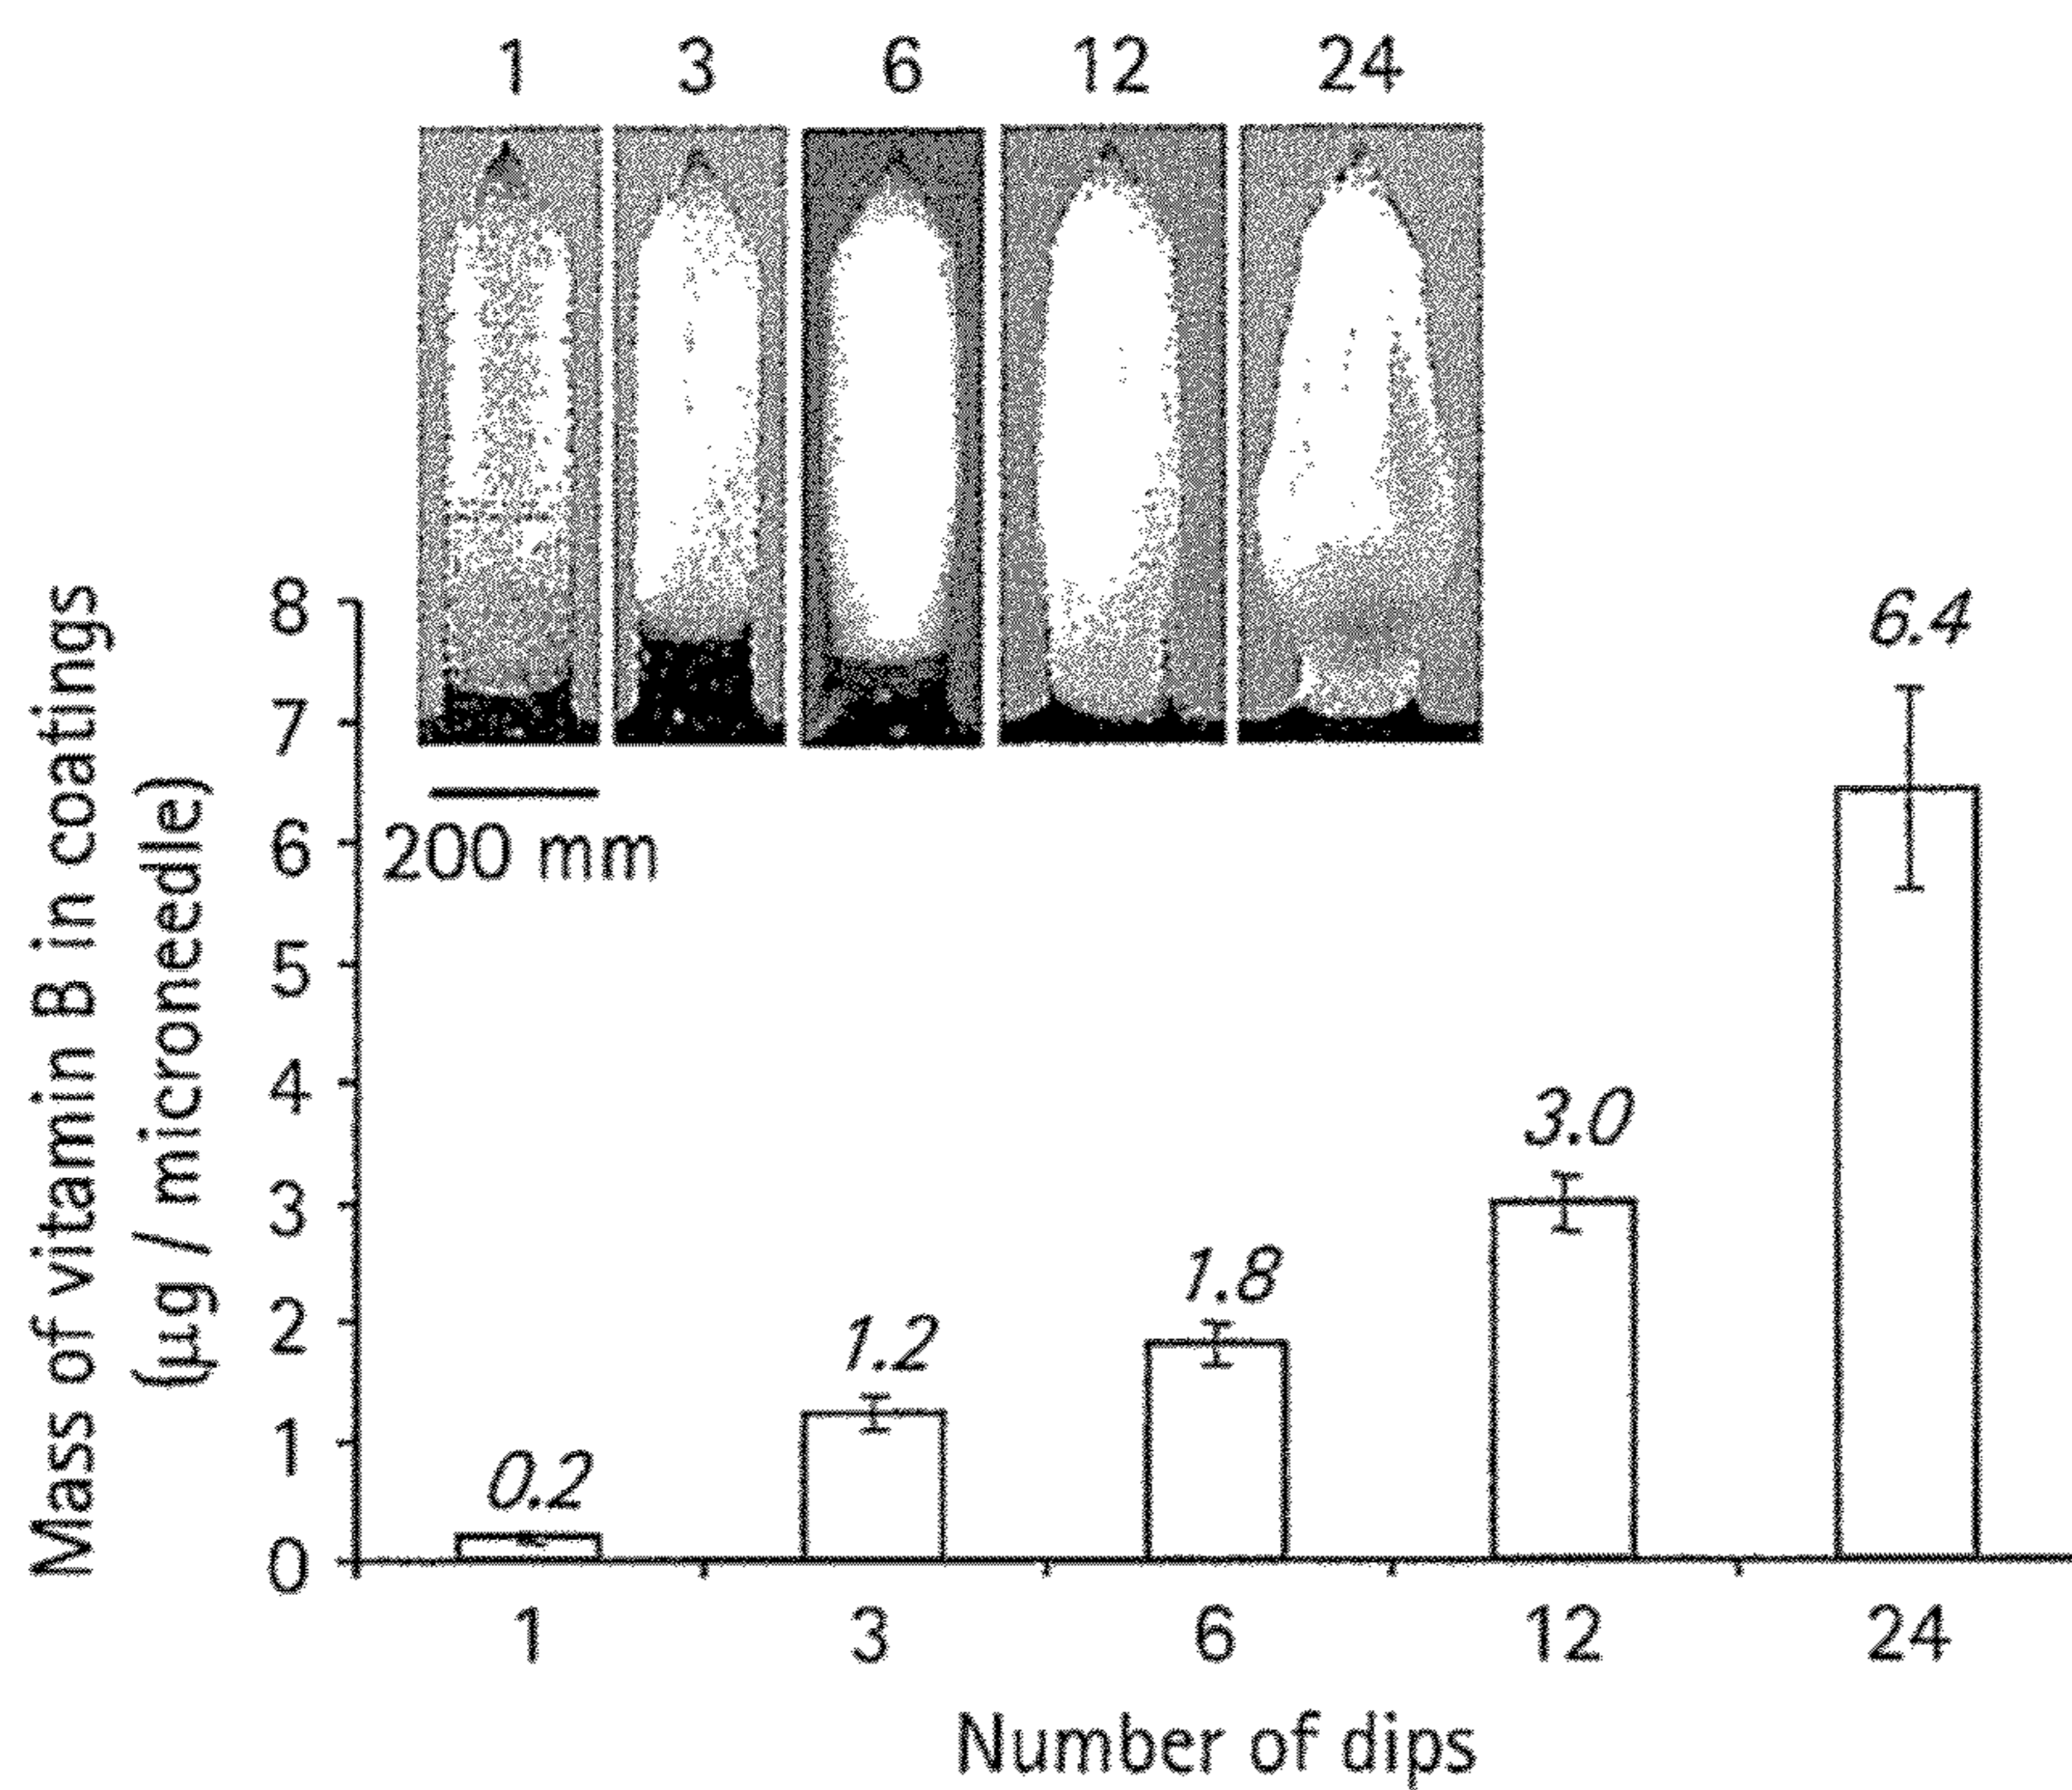 1 3 6 12 24
200 mm
Mass of vitamin B in coatings
(µg / microneedle)
8
7
6
5
4
3
2
1
0
0.2
1.2
1.8
3.0
6.4
1 3 6 12 24
Number of dips